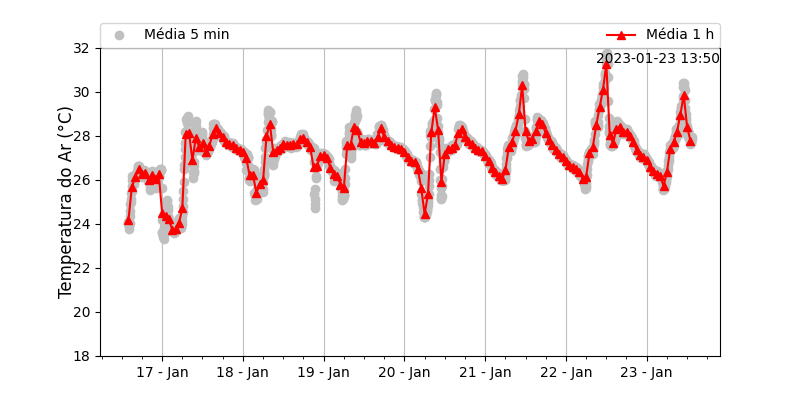 Média 5 min
Média 1 h
2023-01-23 13:50
Temperatura do Ar (°C)
32
30
28
26
24
22
20
18
17 - Jan
18 - Jan
19 - Jan
20 - Jan
21 - Jan
22 - Jan
23 - Jan